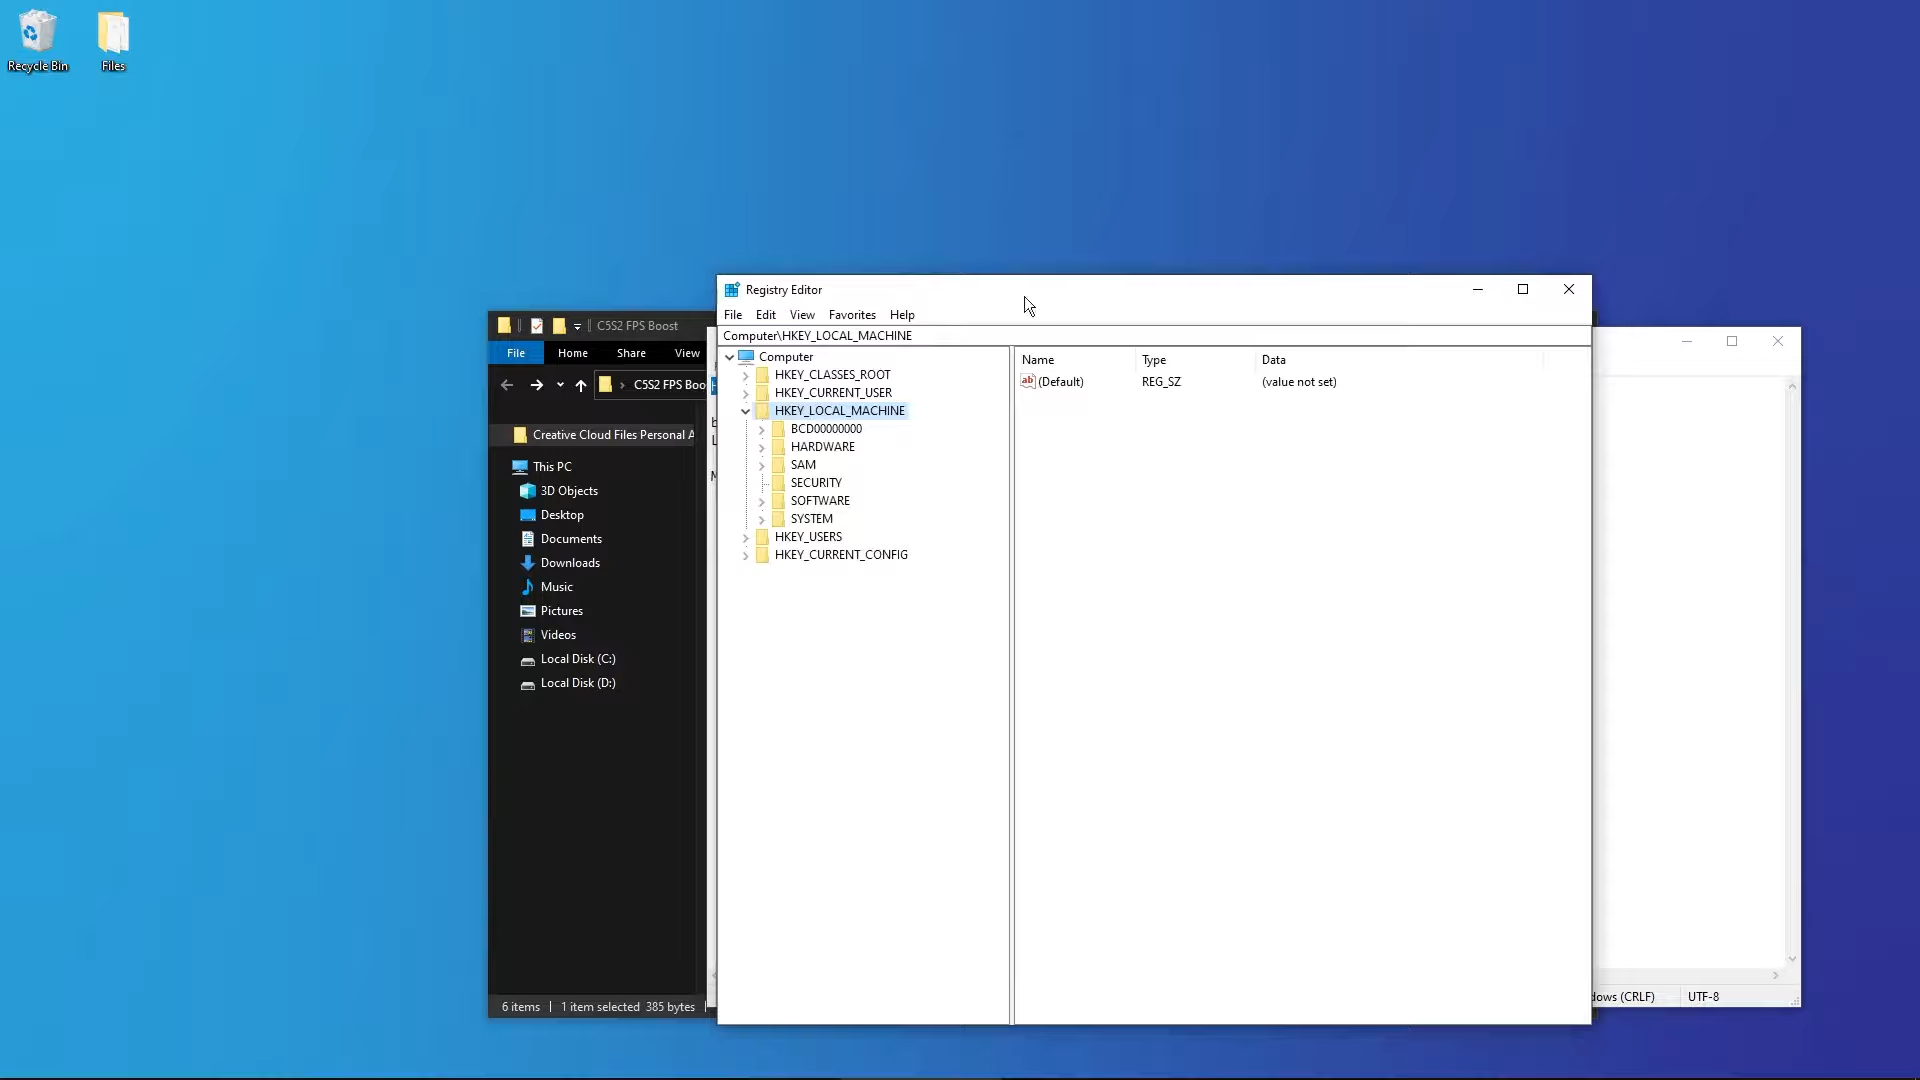 Recycle Bin
Files
C5S2 FPS Boost
File Home Share View
C5S2 FPS Boo
Creative Cloud Files Personal A
This PC
3D Objects
Desktop
Documents
Downloads
Music
Pictures
Videos
Local Disk (C:)
Local Disk (D:)
6 items 1 item selected 385 bytes
Registry Editor
File Edit View Favorites Help
Computer\HKEY_LOCAL_MACHINE
Computer
HKEY_CLASSES_ROOT
HKEY_CURRENT_USER
HKEY_LOCAL_MACHINE
BCD00000000
HARDWARE
SAM
SECURITY
SOFTWARE
SYSTEM
HKEY_USERS
HKEY_CURRENT_CONFIG
Name Type Data
ab (Default) REG_SZ (value not set)
dows (CRLF) UTF-8